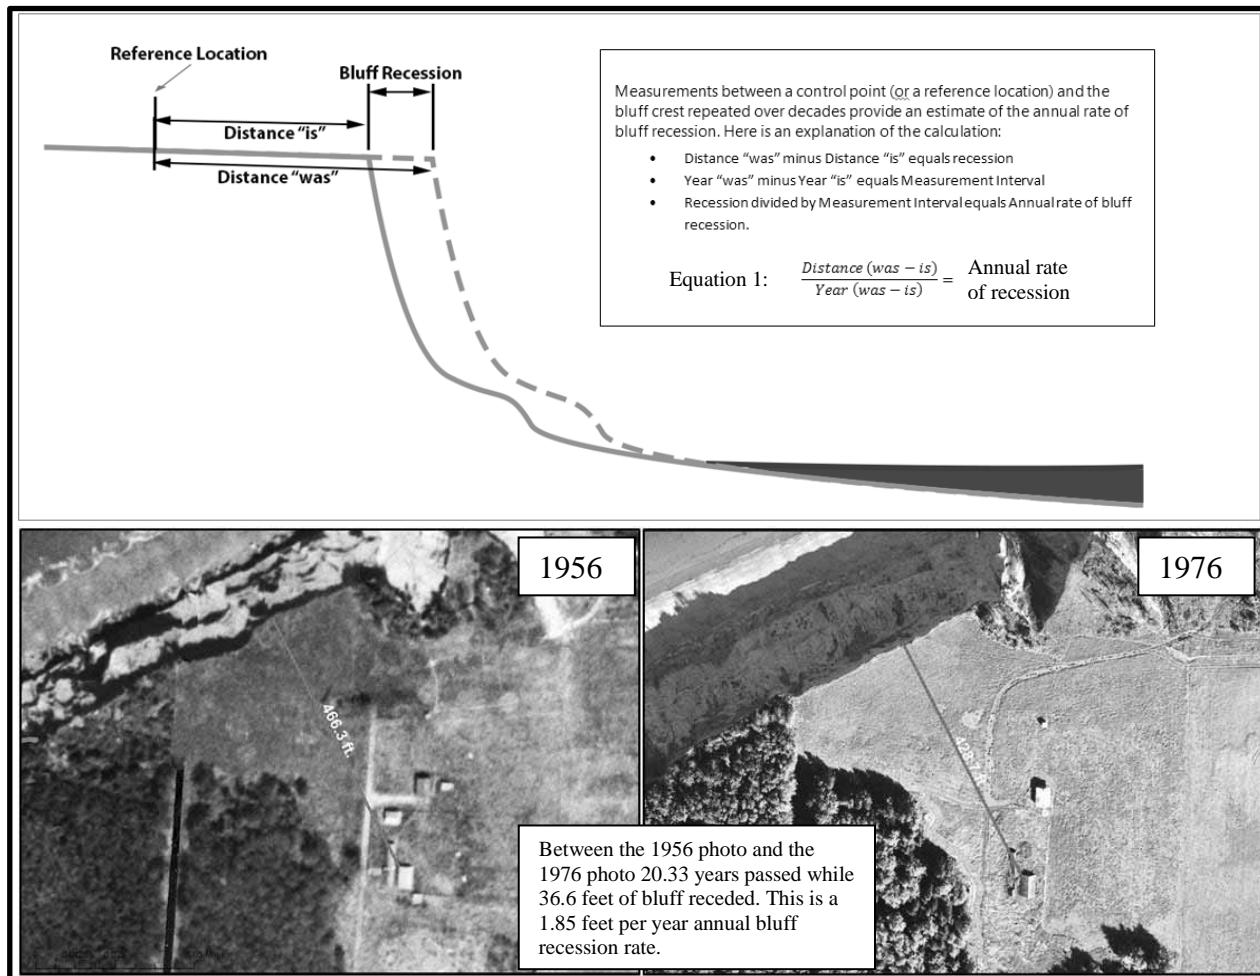 Reference Location
Bluff Recession
Distance "is"
Distance "was"
Measurements between a control point (or a reference location) and the
bluff crest repeated over decades provide an estimate of the annual rate of
bluff recession. Here is an explanation of the calculation:
• Distance "was" minus Distance "is" equals recession
• Year "was" minus Year "is" equals Measurement Interval
• Recession divided by Measurement Interval equals Annual rate of bluff
recession.
Equation 1: Distance (was – is) / Year (was – is) = Annual rate
of recession
1956
1976
466.3 ft.
Between the 1956 photo and the
1976 photo 20.33 years passed while
36.6 feet of bluff receded. This is a
1.85 feet per year annual bluff
recession rate.